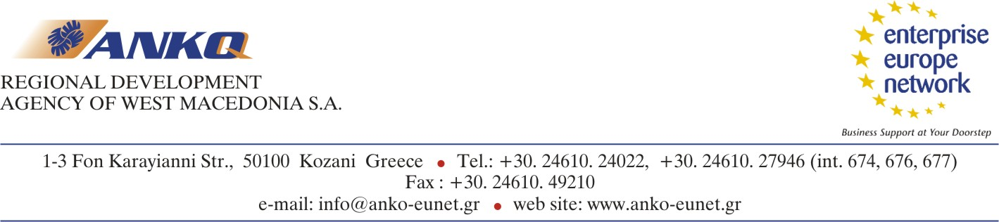 ANKO
REGIONAL DEVELOPMENT
AGENCY OF WEST MACEDONIA S.A.
enterprise
europe
network
Business Support at Your Doorstep
1-3 Fon Karayianni Str., 50100 Kozani Greece • Tel.: +30. 24610. 24022, +30. 24610. 27946 (int. 674, 676, 677)
Fax : +30. 24610. 49210
e-mail: info@anko-eunet.gr • web site: www.anko-eunet.gr